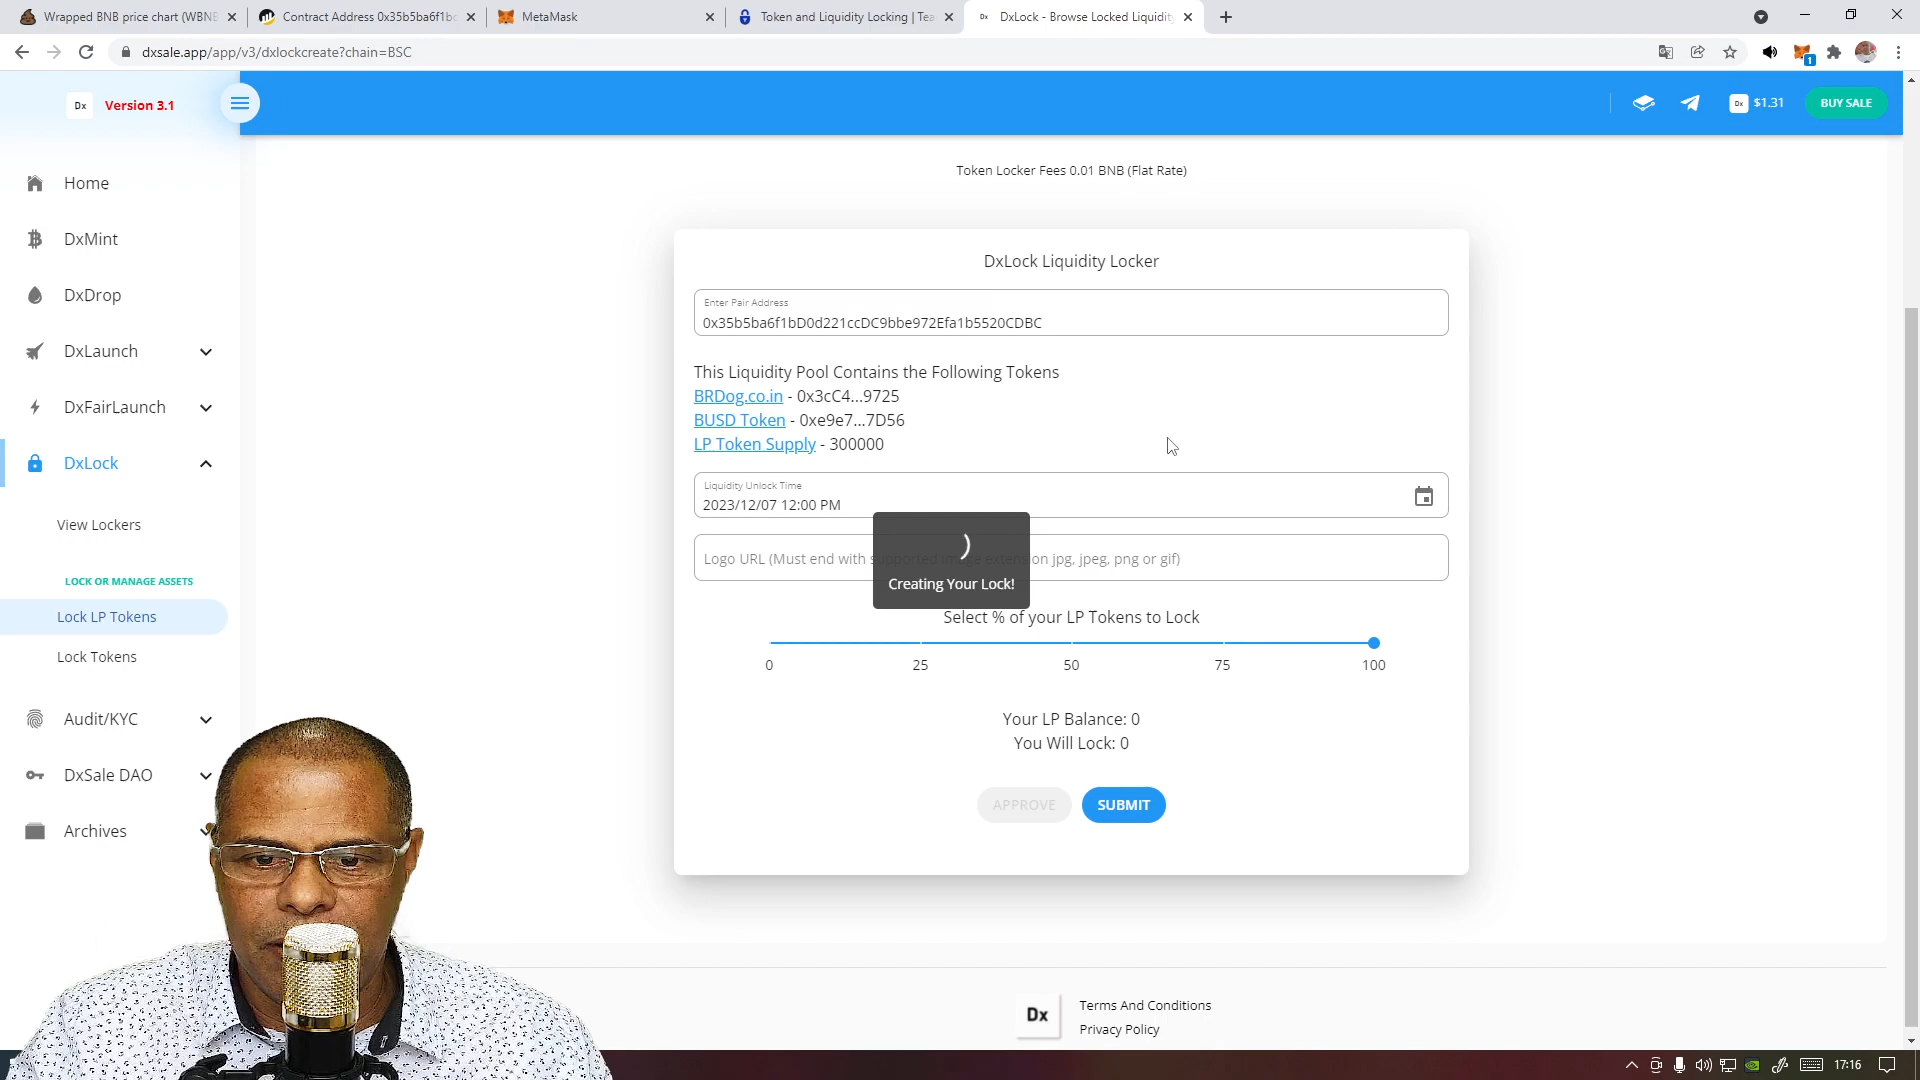 Wrapped BNB price chart (WBNB
Contract Address 0x35b5ba6f1bc
MetaMask
Token and Liquidity Locking | Tea
DxLock - Browse Locked Liquidity
dxsale.app/app/v3/dxlockcreate?chain=BSC
1
Dx
Version 3.1
Dx $1.31
BUY SALE
Home
DxMint
DxDrop
DxLaunch
DxFairLaunch
DxLock
View Lockers
LOCK OR MANAGE ASSETS
Lock LP Tokens
Lock Tokens
Audit/KYC
DxSale DAO
Archives
Token Locker Fees 0.01 BNB (Flat Rate)
DxLock Liquidity Locker
Enter Pair Address
0x35b5ba6f1bD0d221ccDC9bbe972Efa1b5520CDBC
This Liquidity Pool Contains the Following Tokens
BRDog.co.in - 0x3cC4...9725
BUSD Token - 0xe9e7...7D56
LP Token Supply - 300000
Liquidity Unlock Time
2023/12/07 12:00 PM
Logo URL (Must end with supported image extension jpg, jpeg, png or gif)
Creating Your Lock!
Select % of your LP Tokens to Lock
0 25 50 75 100
Your LP Balance: 0
You Will Lock: 0
APPROVE
SUBMIT
Dx
Terms And Conditions
Privacy Policy
17:16